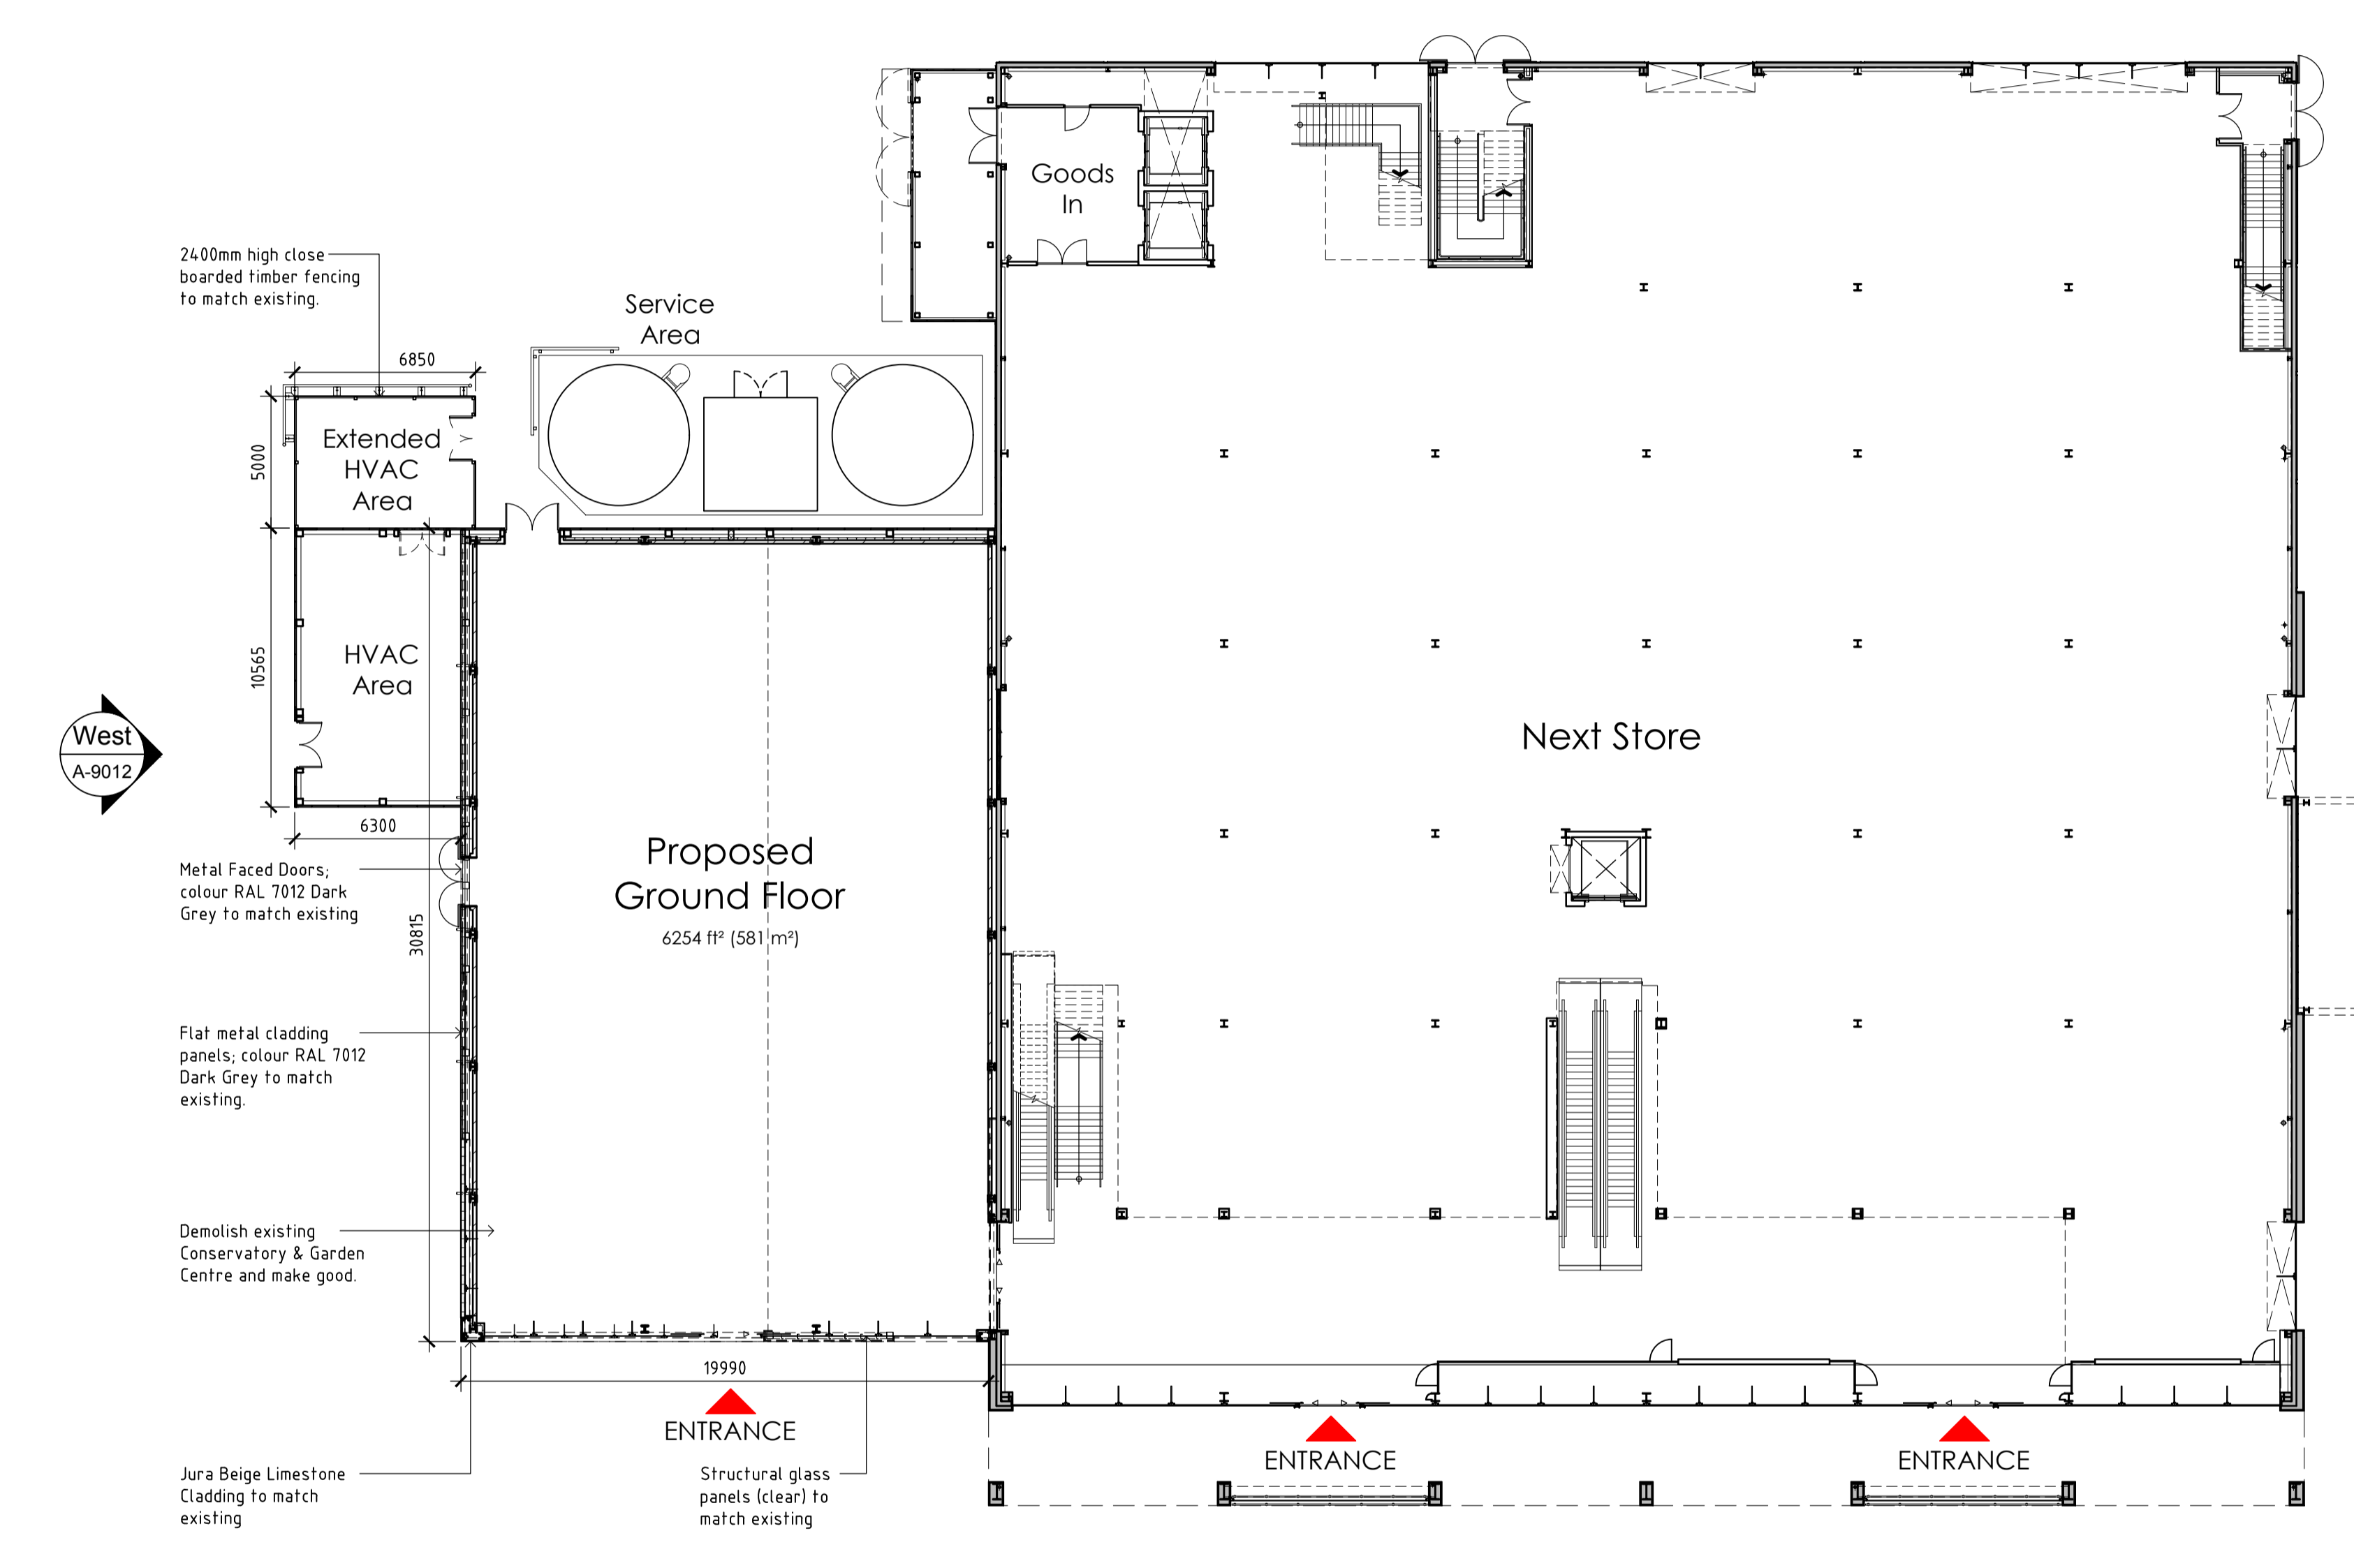 Goods
In
2400mm high close
boarded timber fencing
to match existing.
Service
Area
6850
Extended
HVAC
Area
5000
HVAC
Area
10565
West
A-9012
Next Store
6300
Proposed
Ground Floor
6254 ft² (581 m²)
Metal Faced Doors;
colour RAL 7012 Dark
Grey to match existing
30815
Flat metal cladding
panels; colour RAL 7012
Dark Grey to match
existing.
Demolish existing
Conservatory & Garden
Centre and make good.
19990
ENTRANCE
ENTRANCE
ENTRANCE
Jura Beige Limestone
Cladding to match
existing
Structural glass
panels (clear) to
match existing